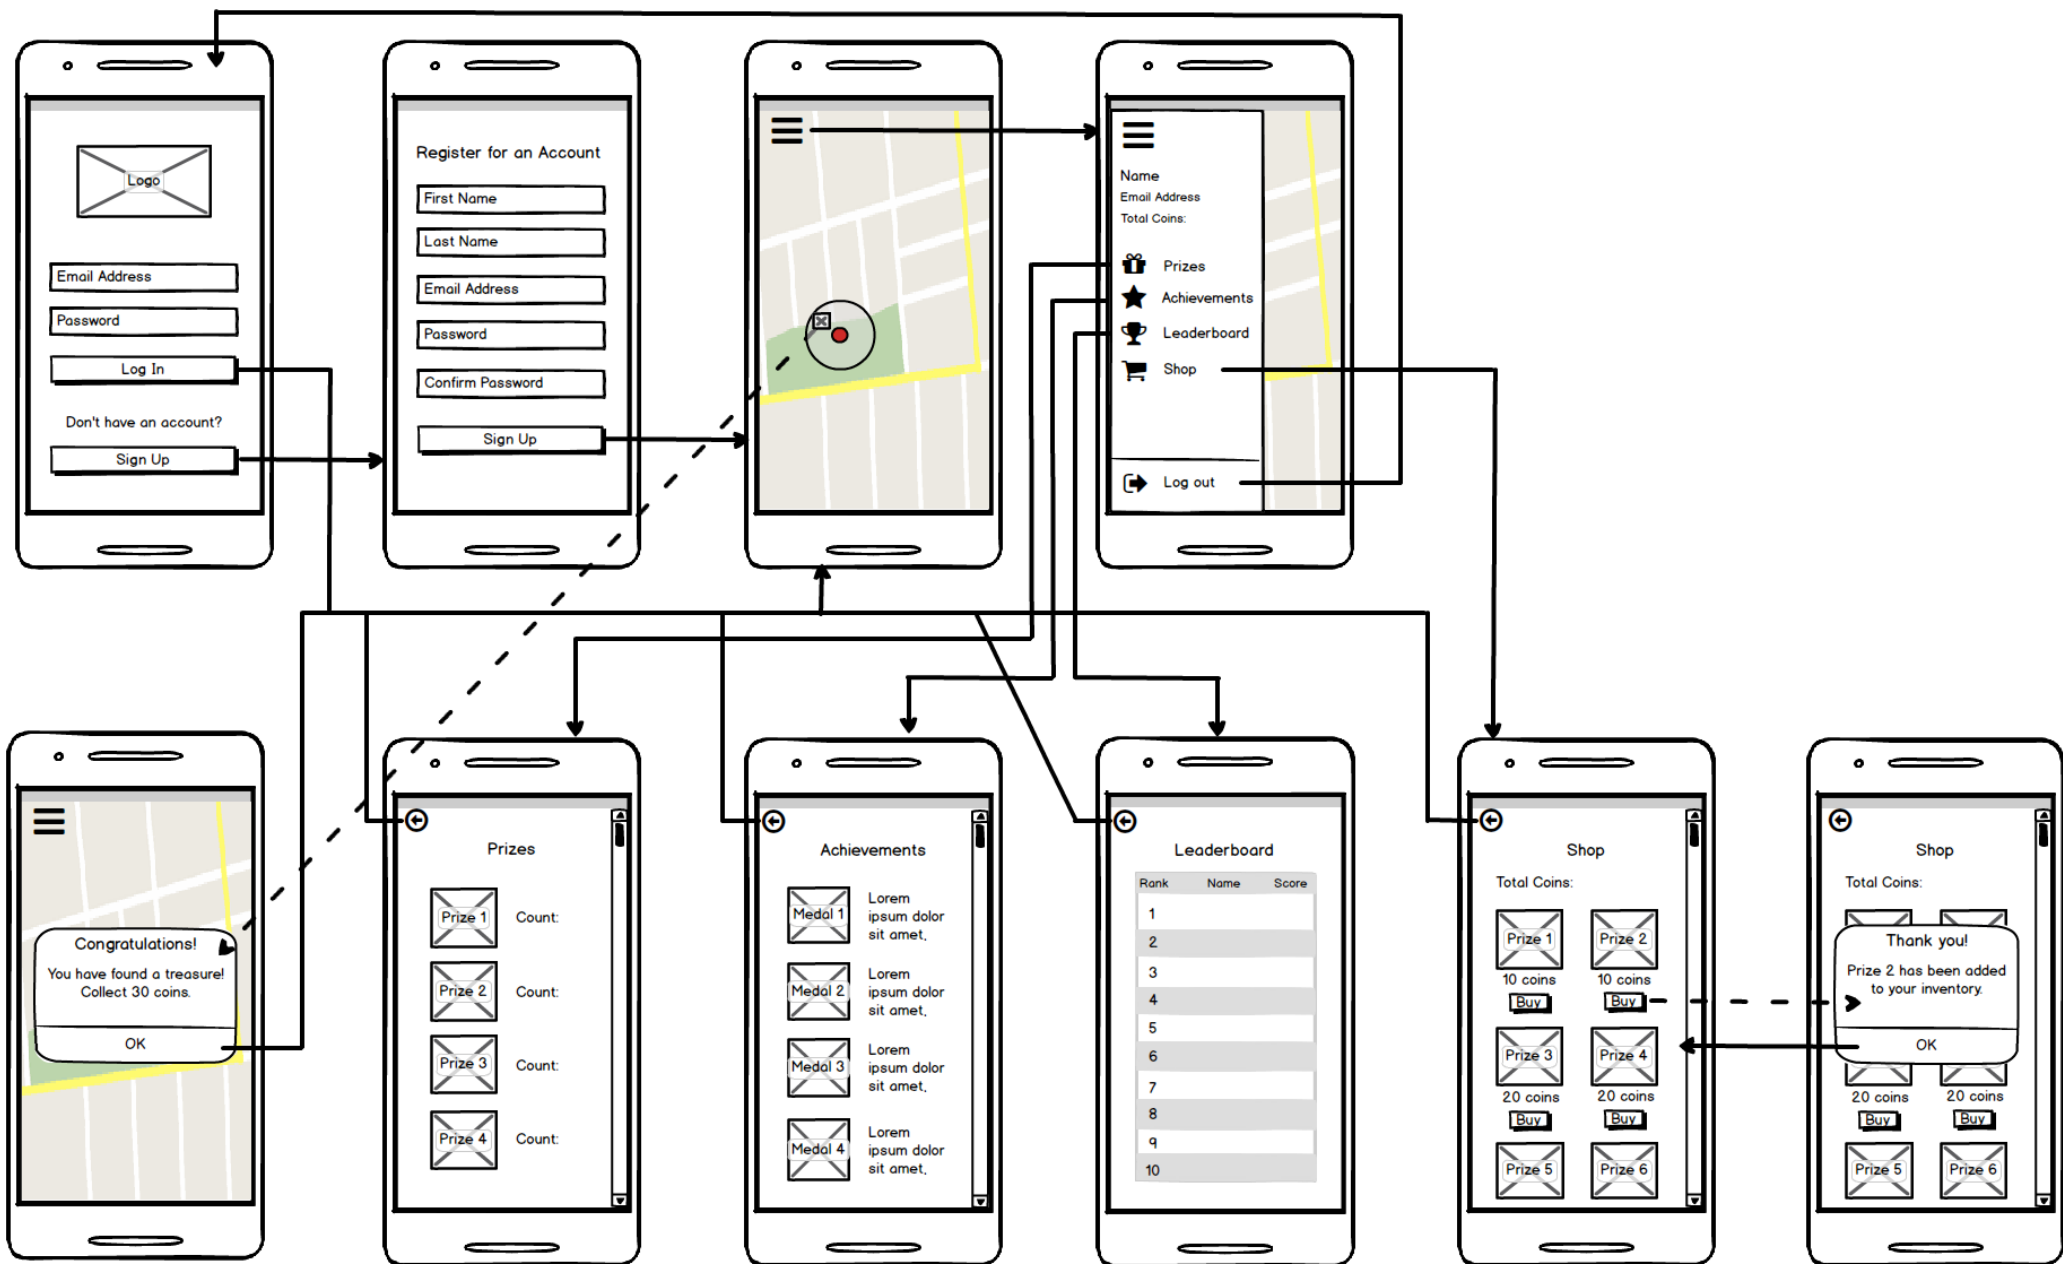 Logo
Email Address
Password
Log In
Don't have an account?
Sign Up
Register for an Account
First Name
Last Name
Email Address
Password
Confirm Password
Sign Up
Name
Email Address
Total Coins:
Prizes
Achievements
Leaderboard
Shop
Log out
Congratulations!
You have found a treasure!
Collect 30 coins.
OK
Prizes
Prize 1 Count:
Prize 2 Count:
Prize 3 Count:
Prize 4 Count:
Achievements
Medal 1
Lorem
ipsum dolor
sit amet,
Medal 2
Lorem
ipsum dolor
sit amet,
Medal 3
Lorem
ipsum dolor
sit amet,
Medal 4
Lorem
ipsum dolor
sit amet,
Leaderboard
Rank Name Score
1
2
3
4
5
6
7
8
9
10
Shop
Total Coins:
Prize 1 Prize 2
10 coins 10 coins
Buy Buy
Prize 3 Prize 4
20 coins 20 coins
Buy Buy
Prize 5 Prize 6
Shop
Total Coins:
Thank you!
Prize 2 has been added
to your inventory.
OK
20 coins 20 coins
Buy Buy
Prize 5 Prize 6